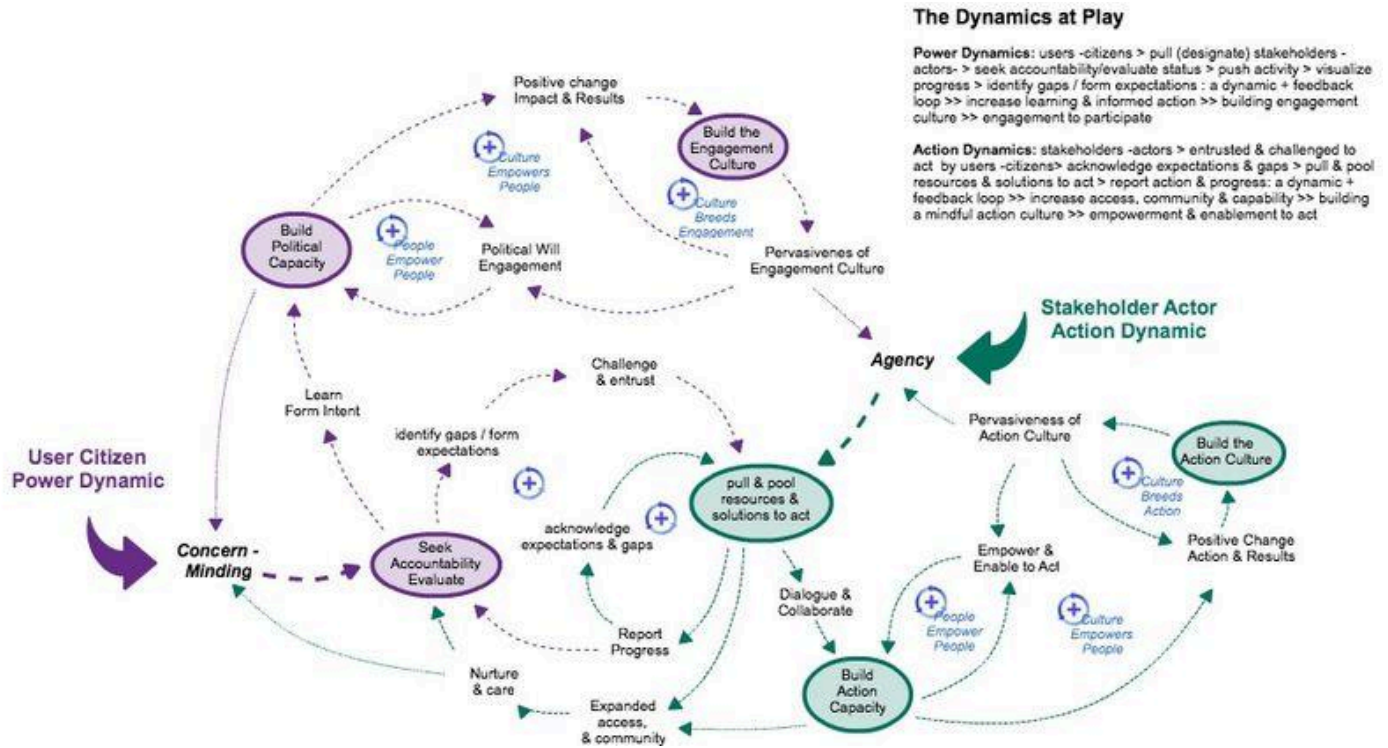 The Dynamics at Play
Power Dynamics: users -citizens > pull (designate) stakeholders -
actors- > seek accountability/evaluate status > push activity > visualize
progress > identify gaps / form expectations : a dynamic + feedback
loop >> increase learning & informed action >> building engagement
culture >> engagement to participate
Action Dynamics: stakeholders -actors > entrusted & challenged to
act by users -citizens> acknowledge expectations & gaps > pull & pool
resources & solutions to act > report action & progress: a dynamic +
feedback loop >> increase access, community & capability >> building
a mindful action culture >> empowerment & enablement to act
Positive change
Impact & Results
Build the
Engagement
Culture
Culture
Empowers
People
Culture
Breeds
Engagement
Build
Political
Capacity
People
Empower
People
Political Will
Engagement
Pervasivenes of
Engagement Culture
Stakeholder Actor
Action Dynamic
Agency
Challenge
& entrust
Learn
Form Intent
identify gaps / form
expectations
Pervasiveness of
Action Culture
Build the
Action Culture
Culture
Breeds
Action
User Citizen
Power Dynamic
pull & pool
resources &
solutions to act
acknowledge
expectations & gaps
Concern -
Minding
Seek
Accountability
Evaluate
Empower &
Enable to Act
Positive Change
Action & Results
Dialogue &
Collaborate
People
Empower
People
Culture
Empowers
People
Report
Progress
Nurture
& care
Build
Action
Capacity
Expanded
access,
& community